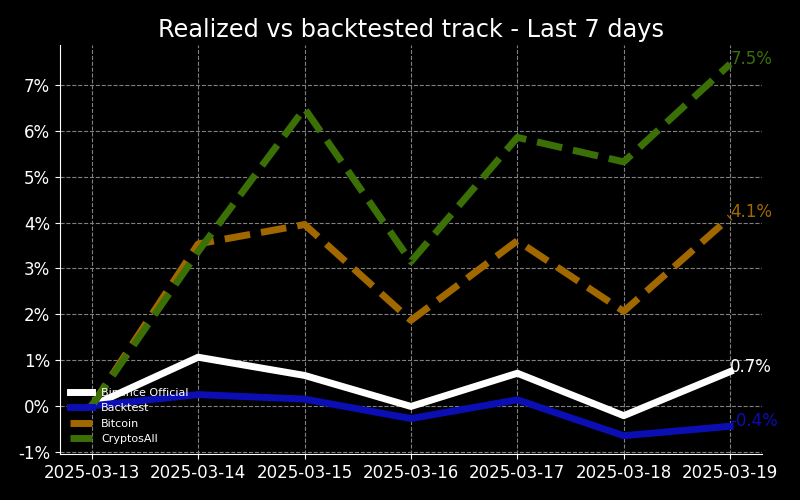 Realized vs backtested track - Last 7 days
7.5%
7%
6%
5%
4.1%
4%
3%
2%
1%
0.7%
Binance Official
0%
Backtest
-0.4%
Bitcoin
CryptosAll
-1%
2025-03-13 2025-03-14 2025-03-15 2025-03-16 2025-03-17 2025-03-18 2025-03-19